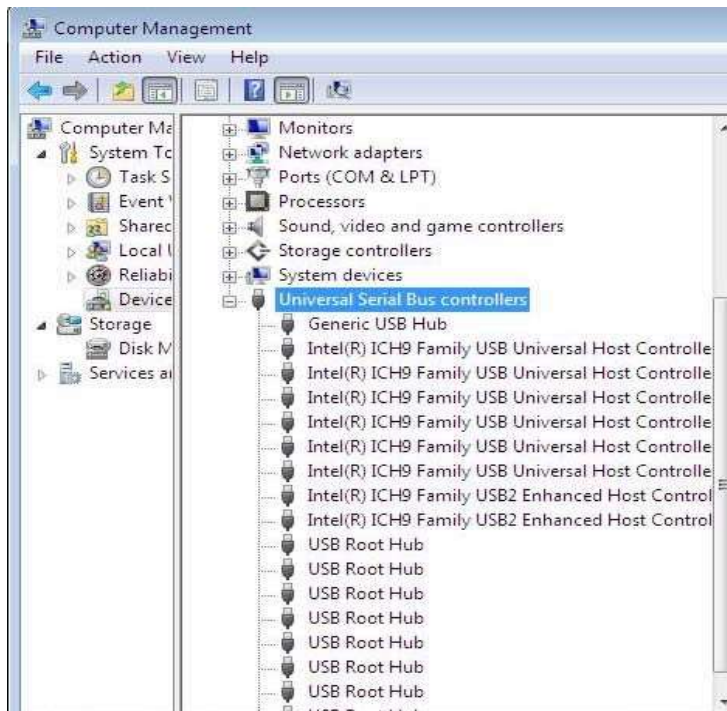 Computer Management
File Action View Help
Computer Ma
System Tc
Task S
Event
Sharec
Local
Reliabi
Device
Storage
Disk M
Services a
Monitors
Network adapters
Ports (COM & LPT)
Processors
Sound, video and game controllers
Storage controllers
System devices
Universal Serial Bus controllers
Generic USB Hub
Intel(R) ICH9 Family USB Universal Host Controlle
Intel(R) ICH9 Family USB Universal Host Controlle
Intel(R) ICH9 Family USB Universal Host Controlle
Intel(R) ICH9 Family USB Universal Host Controlle
Intel(R) ICH9 Family USB Universal Host Controlle
Intel(R) ICH9 Family USB Universal Host Controlle
Intel(R) ICH9 Family USB2 Enhanced Host Control
Intel(R) ICH9 Family USB2 Enhanced Host Control
USB Root Hub
USB Root Hub
USB Root Hub
USB Root Hub
USB Root Hub
USB Root Hub
USB Root Hub